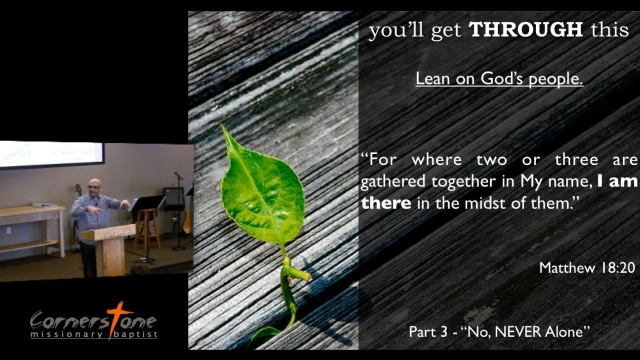 you'll get THROUGH this
Lean on God's people.
“For where two or three are
gathered together in My name, I am
there in the midst of them.”
Matthew 18:20
Part 3 - “No, NEVER Alone”
Cornerstone
missionary baptist